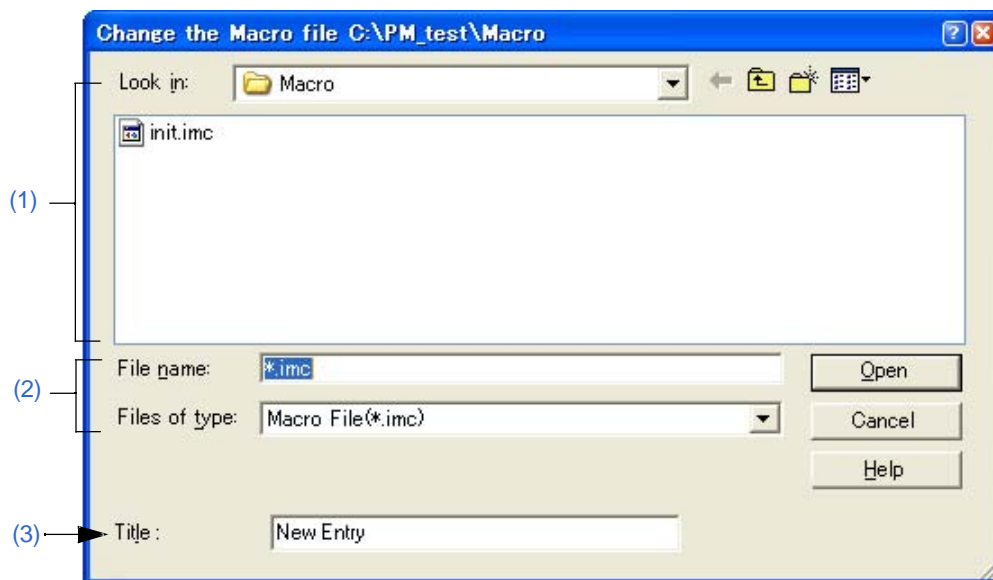 Change the Macro file C:\PM_test\Macro
Look in: Macro
init.imc
(1)
File name: *.imc Open
(2)
Files of type: Macro File(*.imc) Cancel
Help
(3) Title : New Entry